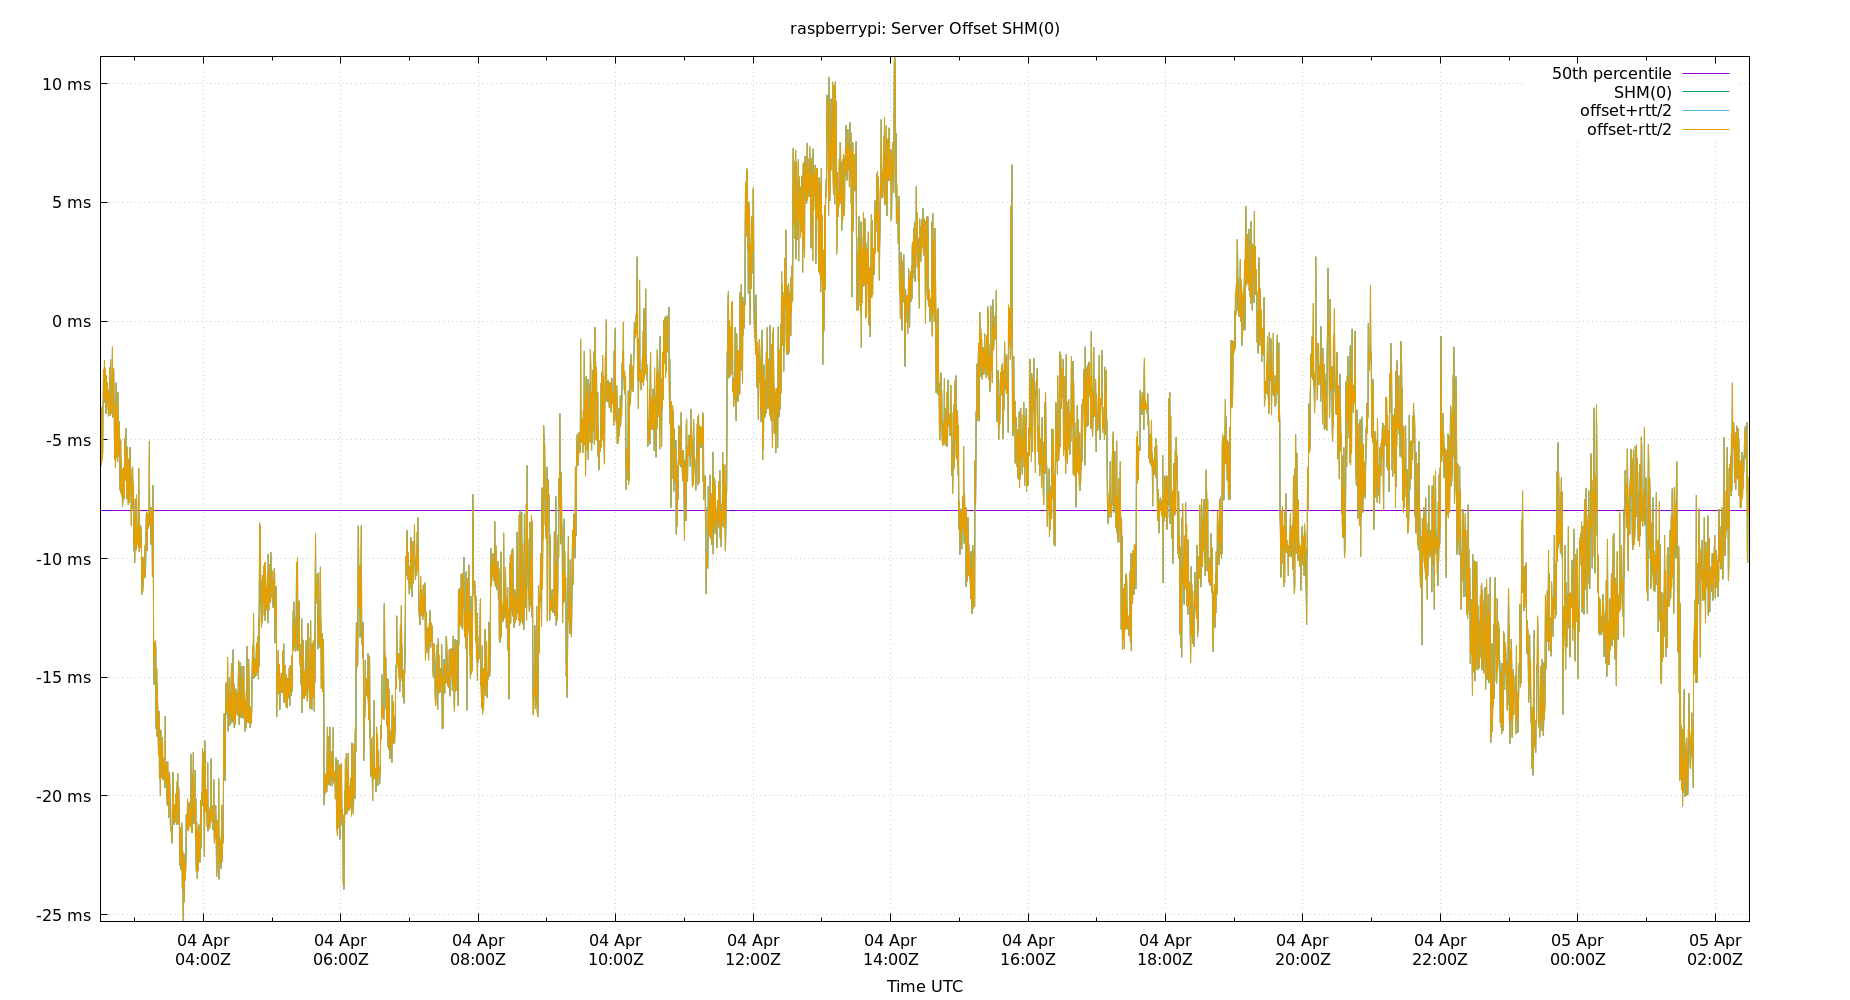 raspberrypi: Server Offset SHM(0)
50th percentile
SHM(0)
offset+rtt/2
offset-rtt/2
10 ms
5 ms
0 ms
-5 ms
-10 ms
-15 ms
-20 ms
-25 ms
04 Apr 04 Apr 04 Apr 04 Apr 04 Apr 04 Apr 04 Apr 04 Apr 04 Apr 04 Apr 05 Apr 05 Apr
04:00Z 06:00Z 08:00Z 10:00Z 12:00Z 14:00Z 16:00Z 18:00Z 20:00Z 22:00Z 00:00Z 02:00Z
Time UTC